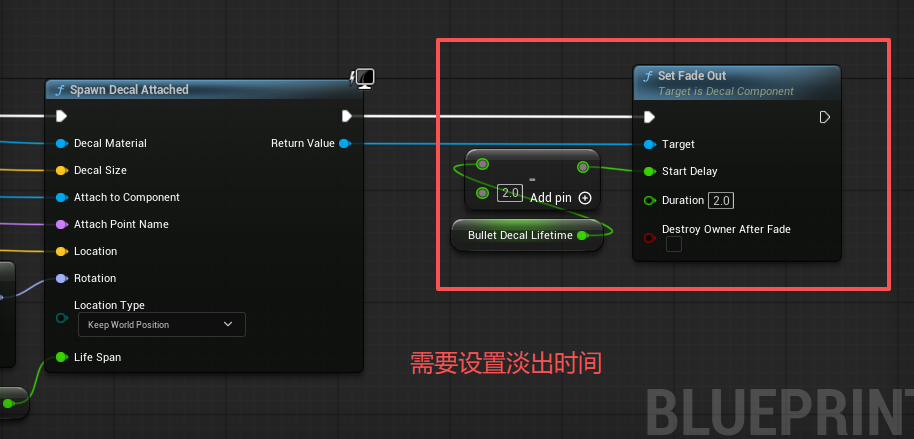 Spawn Decal Attached
Decal Material
Return Value
Decal Size
Attach to Component
Attach Point Name
Location
Rotation
Location Type
Keep World Position
Life Span
-
2.0 Add pin
Bullet Decal Lifetime
Set Fade Out
Target is Decal Component
Target
Start Delay
Duration 2.0
Destroy Owner After Fade
需要设置淡出时间
BLUEPRINT